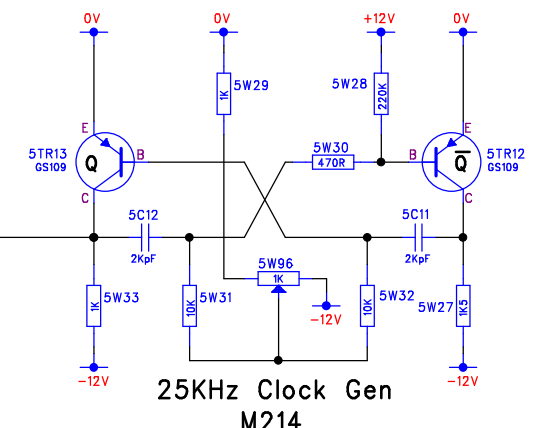 0V 0V +12V 0V
5W29
1K
5W28
220K
E E
5TR13
GS109
Q
B
5W30
470R
B
Q̅
5TR12
GS109
C C
5C12
2KpF
5C11
2KpF
5W96
1K
5W33
1K
5W31
10K
-12V
5W32
10K
5W27
1K5
-12V -12V
25KHz Clock Gen
M214